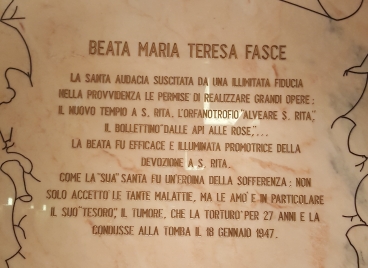 BEATA MARIA TERESA FASCE
LA SANTA AUDACIA SUSCITATA DA UNA ILLIMITATA FIDUCIA
NELLA PROVVIDENZA LE PERMISE DI REALIZZARE GRANDI OPERE:
IL NUOVO TEMPIO A S. RITA, L'ORFANOTROFIO "ALVEARE S. RITA",
IL BOLLETTINO "DALLE API ALLE ROSE",...
LA BEATA FU EFFICACE E ILLUMINATA PROMOTRICE DELLA
DEVOZIONE A S. RITA.
COME LA "SUA" SANTA FU UN'EROINA DELLA SOFFERENZA: NON
SOLO ACCETTÒ LE TANTE MALATTIE, MA LE AMÒ E IN PARTICOLARE
IL SUO "TESORO", IL TUMORE, CHE LA TORTURÒ PER 27 ANNI E LA
CONDUSSE ALLA TOMBA IL 18 GENNAIO 1947.